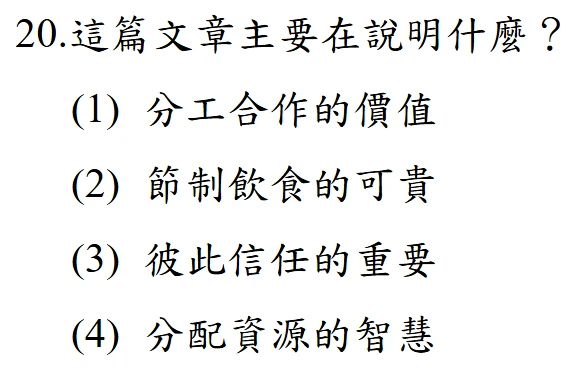 20.這篇文章主要在說明什麼？
(1) 分工合作的價值
(2) 節制飲食的可貴
(3) 彼此信任的重要
(4) 分配資源的智慧